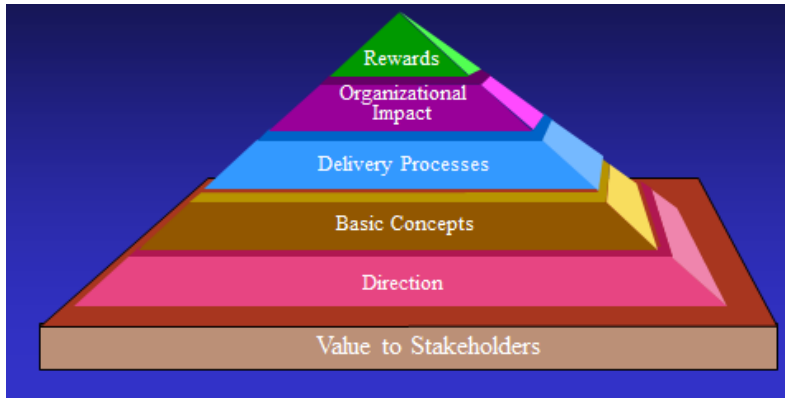 Rewards
Organizational
Impact
Delivery Processes
Basic Concepts
Direction
Value to Stakeholders